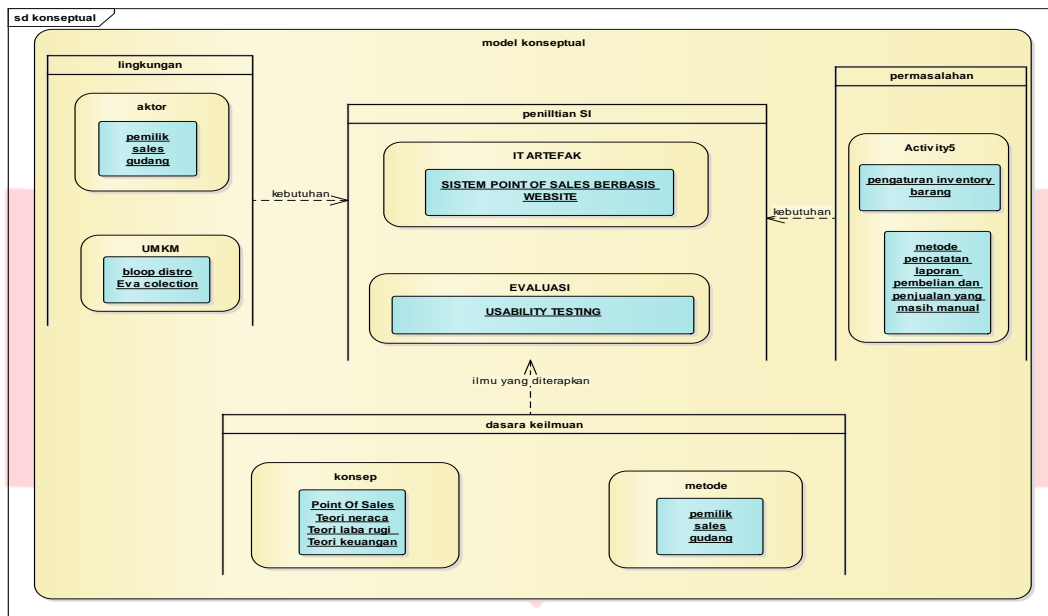 sd konseptual
model konseptual
lingkungan
aktor
pemilik
sales
gudang
UMKM
bloop distro
Eva colection
kebutuhan
peniltian SI
IT ARTEFAK
SISTEM POINT OF SALES BERBASIS
WEBSITE
EVALUASI
USABILITY TESTING
kebutuhan
permasalahan
Activity5
pengaturan inventory
barang
metode
pencatatan
laporan
pembelian dan
penjualan yang
masih manual
ilmu yang diterapkan
dasara keilmuan
konsep
Point Of Sales
Teori neraca
Teori laba rugi
Teori keuangan
metode
pemilik
sales
gudang